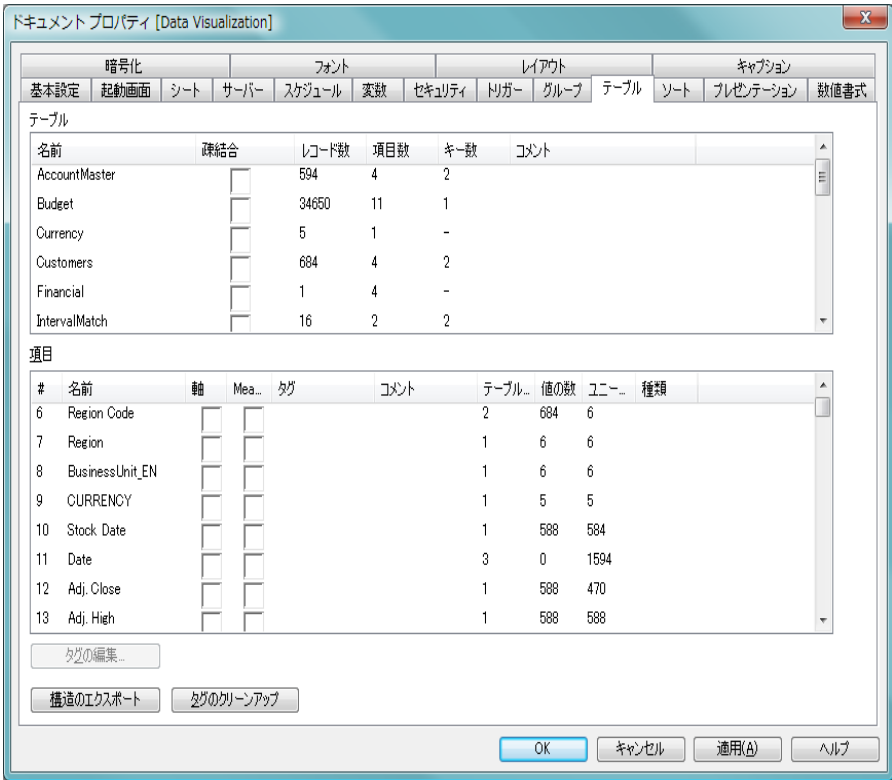 ドキュメント プロパティ [Data Visualization]
暗号化 フォント レイアウト キャプション
基本設定 起動画面 シート サーバー スケジュール 変数 セキュリティ トリガー グループ テーブル ソート プレゼンテーション 数値書式
テーブル
名前 疎結合 レコード数 項目数 キー数 コメント
AccountMaster 594 4 2
Budget 34650 11 1
Currency 5 1 -
Customers 684 4 2
Financial 1 4 -
IntervalMatch 16 2 2
項目
# 名前 軸 Mea... タグ コメント テーブル... 値の数 ユニー... 種類
6 Region Code 2 684 6
7 Region 1 6 6
8 BusinessUnit_EN 1 6 6
9 CURRENCY 1 5 5
10 Stock Date 1 588 584
11 Date 3 0 1594
12 Adj. Close 1 588 470
13 Adj. High 1 588 588
タグの編集...
構造のエクスポート タグのクリーンアップ
OK キャンセル 適用(A) ヘルプ